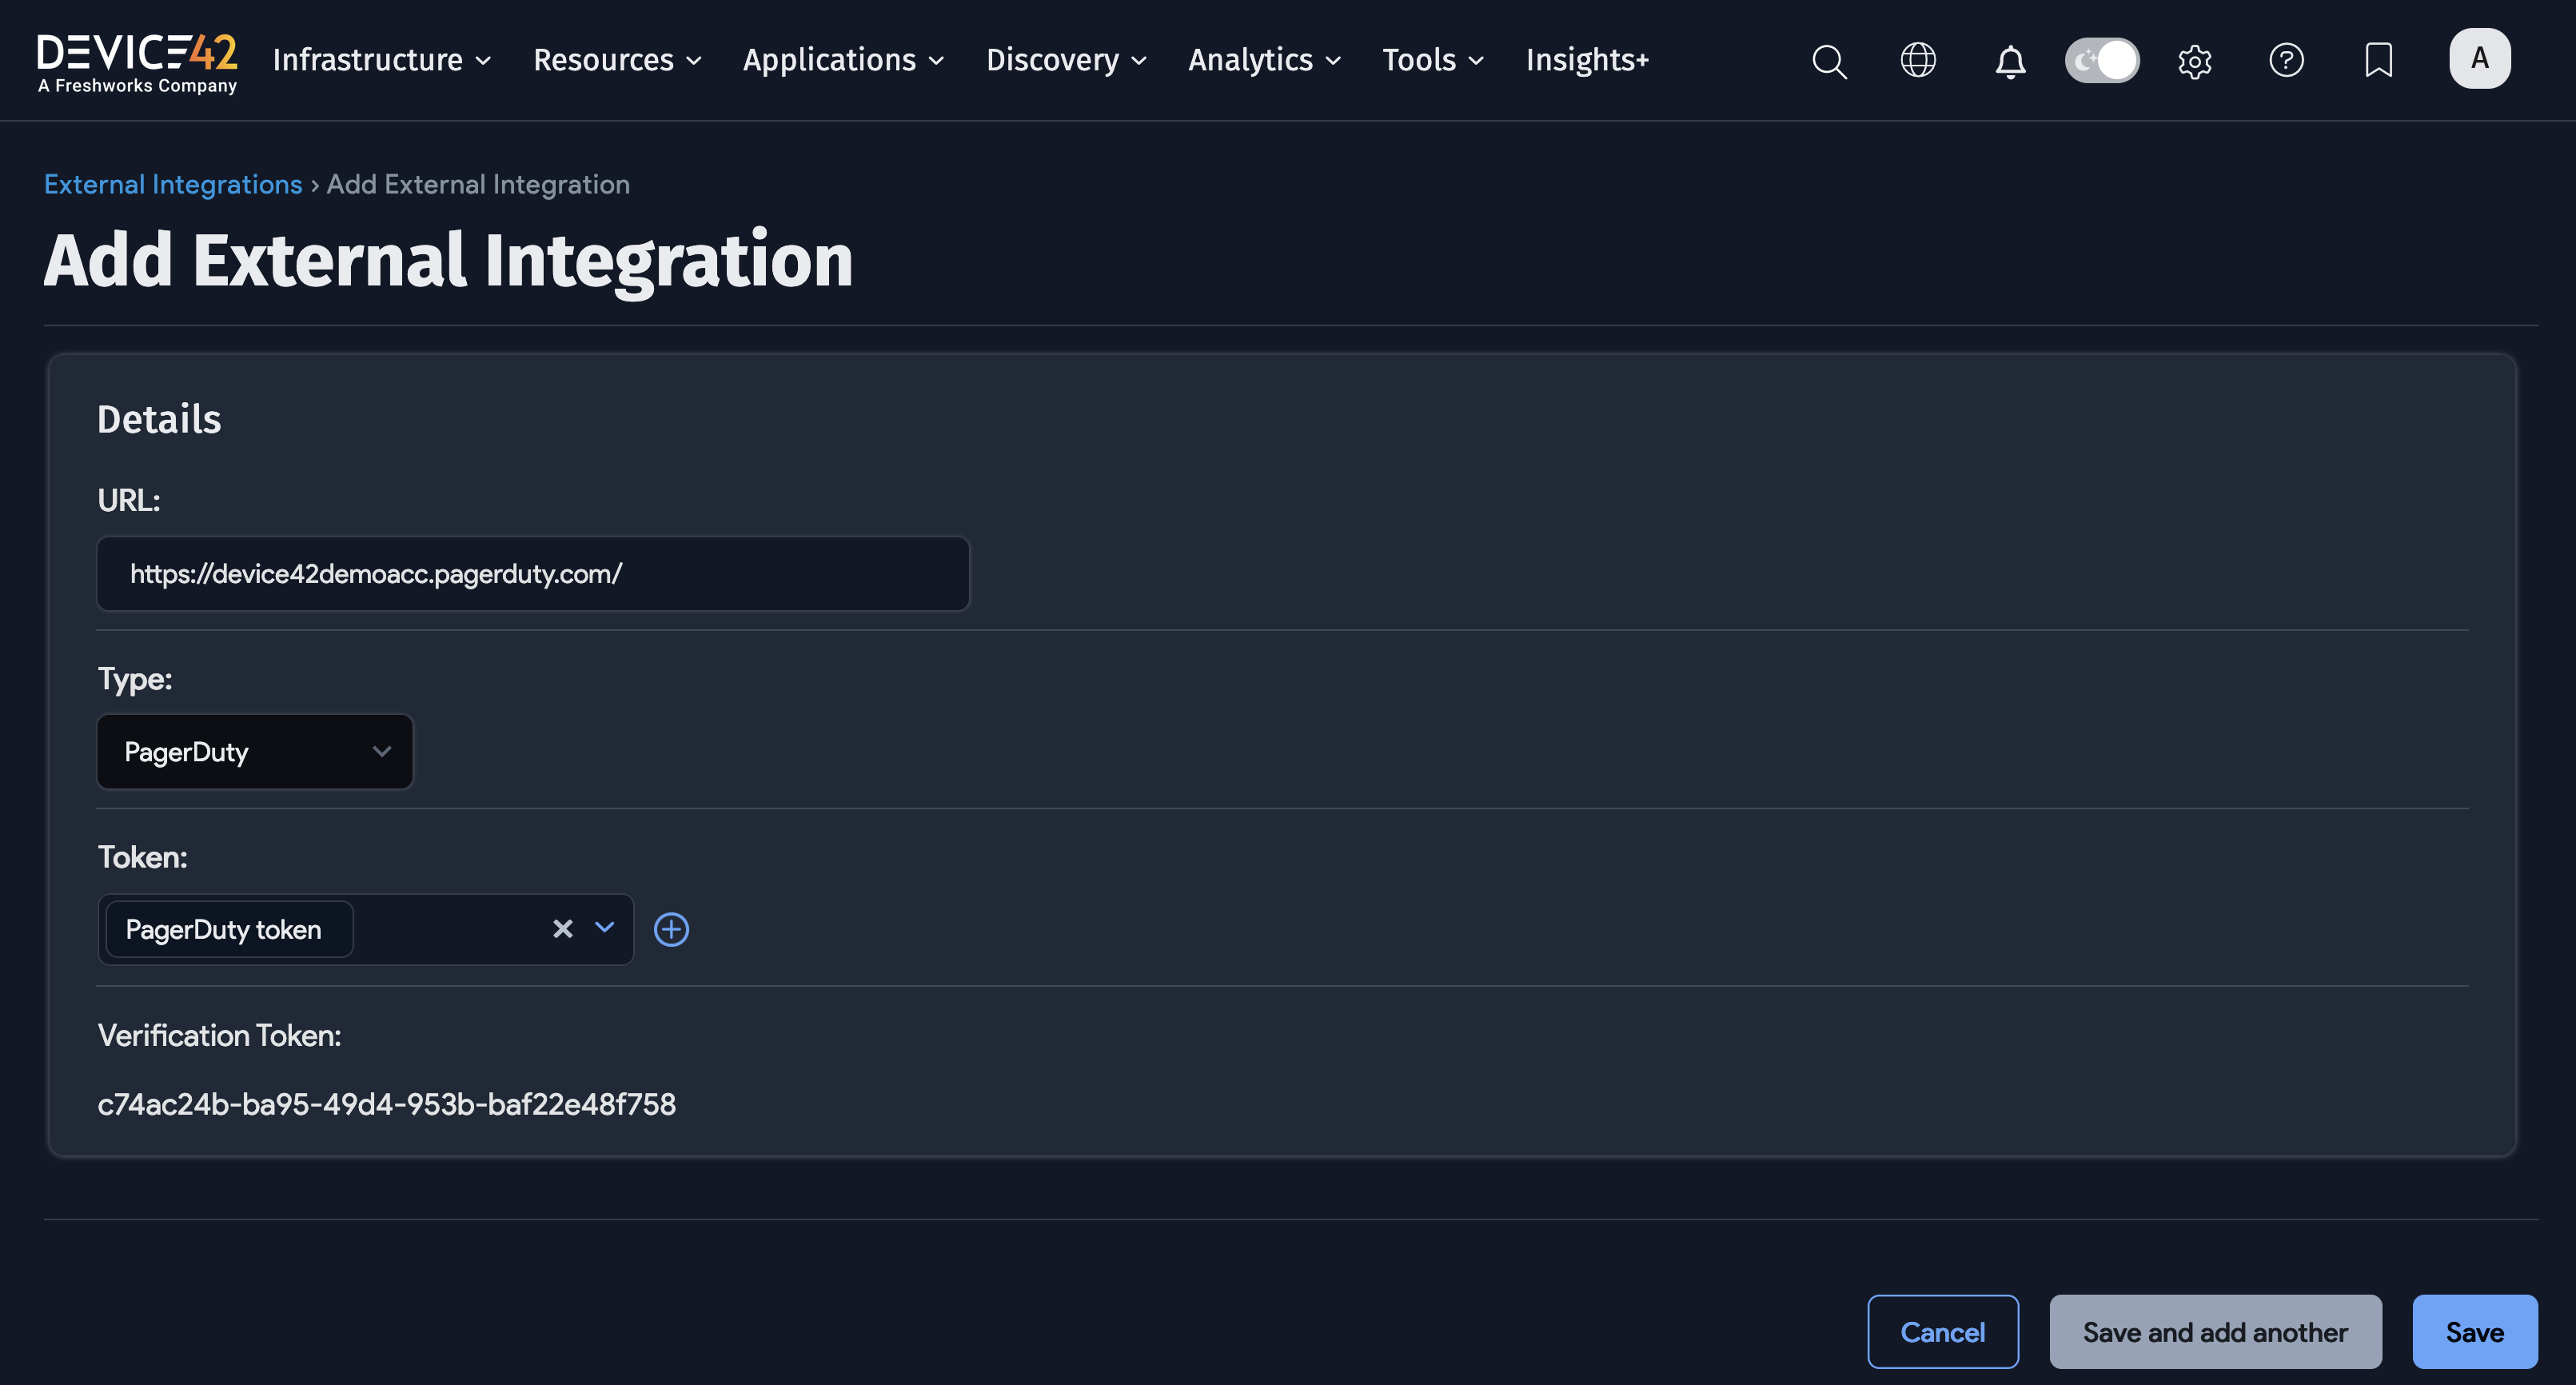 DEVICE42
A Freshworks Company
Infrastructure Resources Applications Discovery Analytics Tools Insights+ A
External Integrations › Add External Integration
Add External Integration
Details
URL:
https://device42demoacc.pagerduty.com/
Type:
PagerDuty
Token:
PagerDuty token
Verification Token:
c74ac24b-ba95-49d4-953b-baf22e48f758
Cancel Save and add another Save